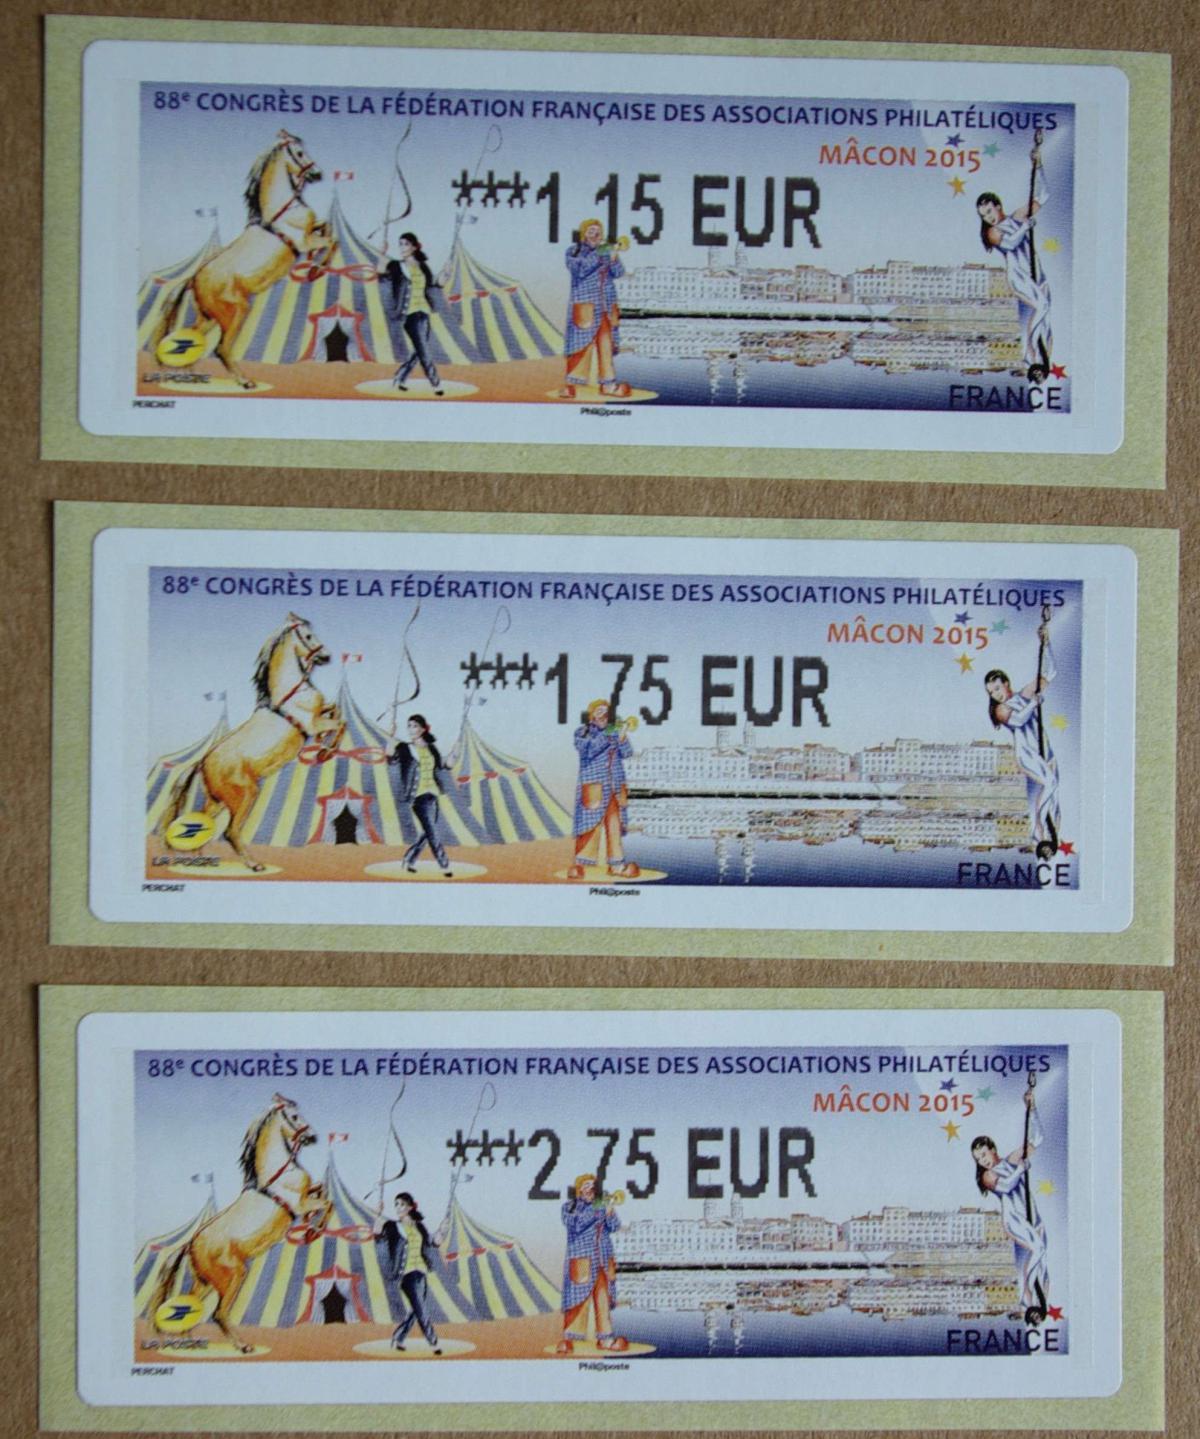 88e CONGRÈS DE LA FÉDÉRATION FRANÇAISE DES ASSOCIATIONS PHILATÉLIQUES
MÂCON 2015
***1.15 EUR
LA POSTE
FRANCE
PERCHAT
Phil@poste
88e CONGRÈS DE LA FÉDÉRATION FRANÇAISE DES ASSOCIATIONS PHILATÉLIQUES
MÂCON 2015
***1.75 EUR
LA POSTE
FRANCE
PERCHAT
Phil@poste
88e CONGRÈS DE LA FÉDÉRATION FRANÇAISE DES ASSOCIATIONS PHILATÉLIQUES
MÂCON 2015
***2.75 EUR
LA POSTE
FRANCE
PERCHAT
Phil@poste